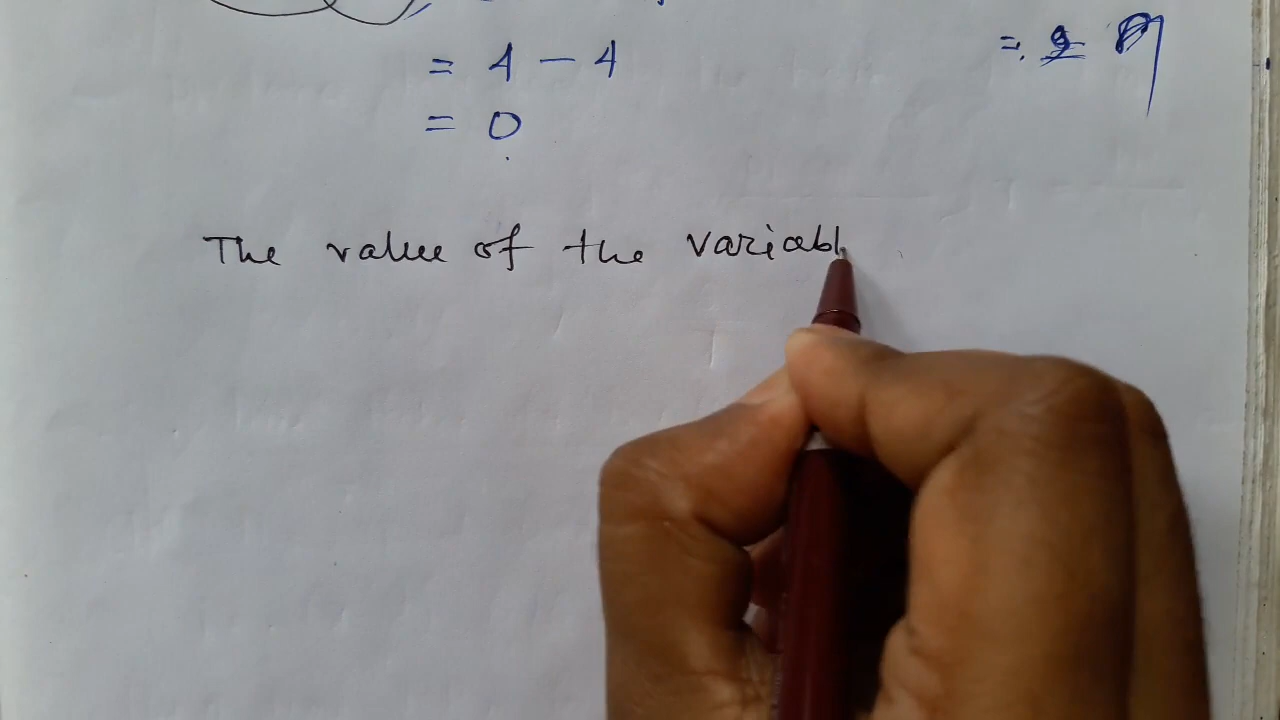 = 4 - 4
= 0
The value of the variabl